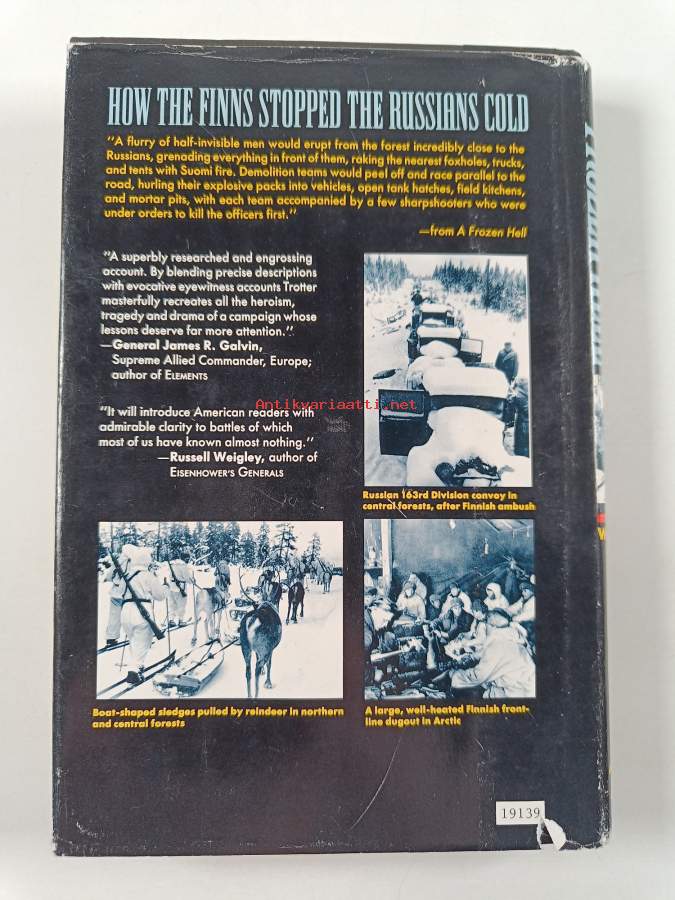 HOW THE FINNS STOPPED THE RUSSIANS COLD
"A flurry of half-invisible men would erupt from the forest incredibly close to the
Russians, grenading everything in front of them, raking the nearest foxholes, trucks,
and tents with Suomi fire. Demolition teams would peel off and race parallel to the
road, hurling their explosive packs into vehicles, open tank hatches, field kitchens,
and mortar pits, with each team accompanied by a few sharpshooters who were
under orders to kill the officers first."
—from A Frozen Hell
"A superbly researched and engrossing
account. By blending precise descriptions
with evocative eyewitness accounts Trotter
masterfully recreates all the heroism,
tragedy and drama of a campaign whose
lessons deserve far more attention."
—General James R. Galvin,
Supreme Allied Commander, Europe;
author of ELEMENTS
Antikvariaatti.net
"It will introduce American readers with
admirable clarity to battles of which
most of us have known almost nothing."
—Russell Weigley, author of
EISENHOWER'S GENERALS
Russian 163rd Division convoy in
central forests, after Finnish ambush
Boat-shaped sledges pulled by reindeer in northern
and central forests
A large, well-heated Finnish front-
line dugout in Arctic
19139